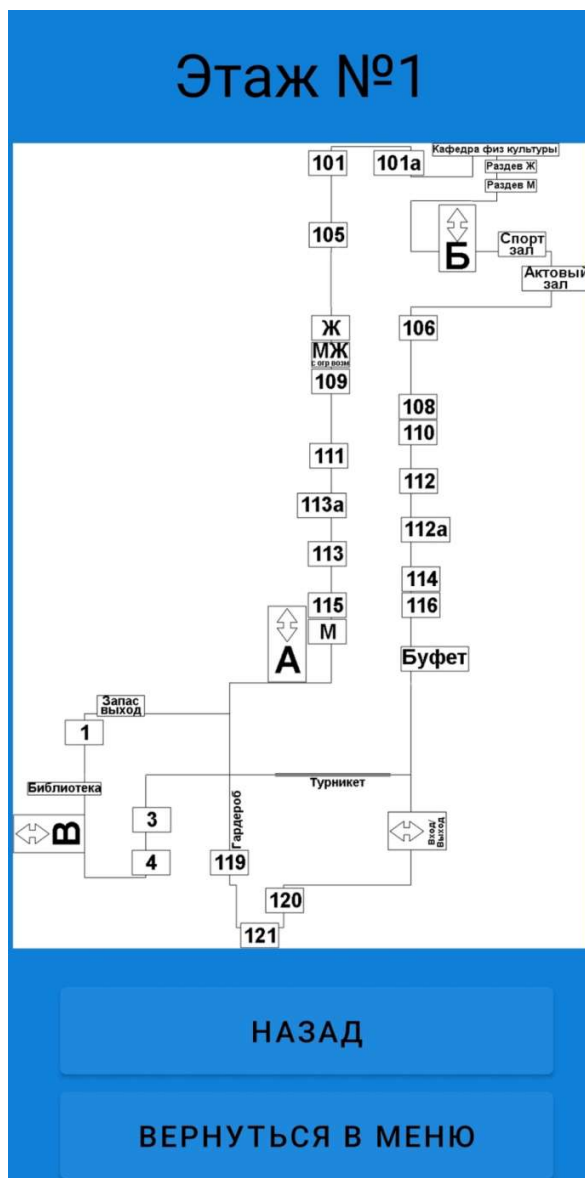 Этаж №1
101
101а
Кафедра физ культуры
Раздев Ж
Раздев М
105
Б
Спорт
зал
Актовый
зал
Ж
МЖ
с огр возм
106
109
108
110
111
112
113а
112а
113
114
115
116
М
А
Буфет
Запас
выход
1
Турникет
Библиотека
Гардероб
3
В
Вход/
Выход
4
119
120
121
НАЗАД
ВЕРНУТЬСЯ В МЕНЮ